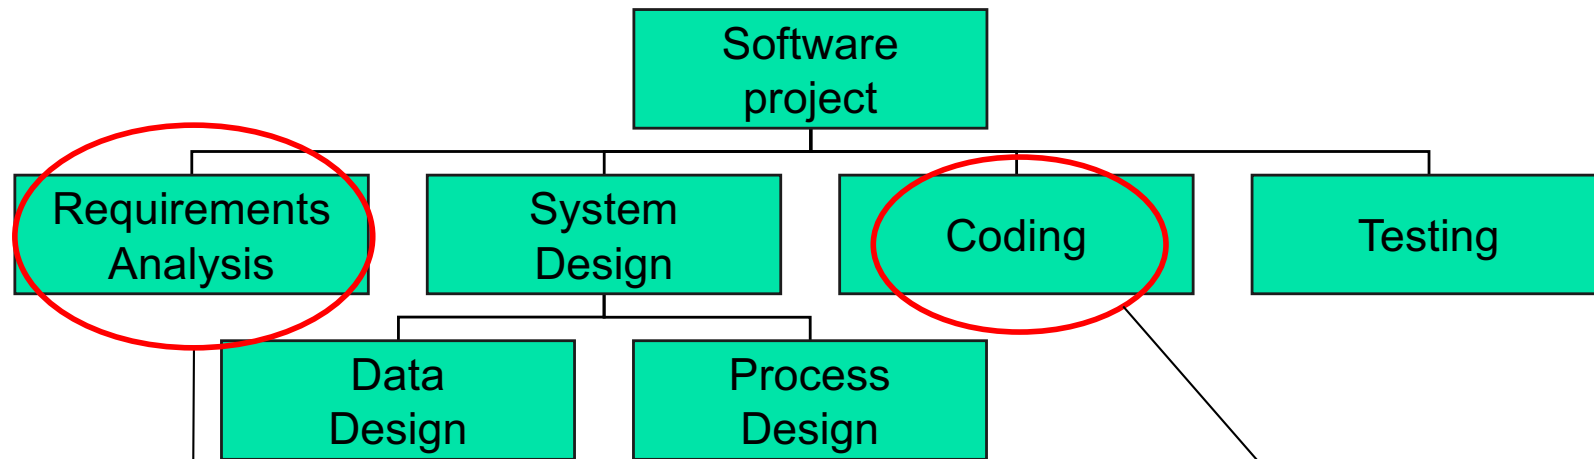 Software
project
Requirements
Analysis
System
Design
Coding
Testing
Data
Design
Process
Design